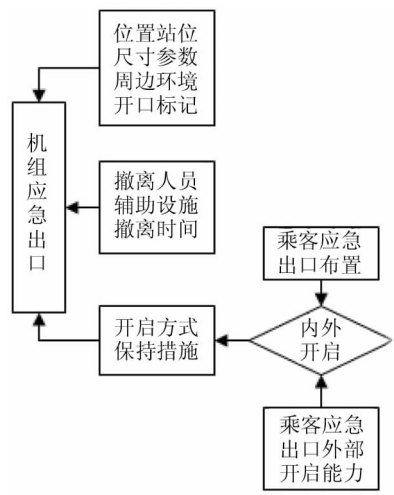 位置站位
尺寸参数
周边环境
开口标记
机组应急出口
撤离人员
辅助设施
撤离时间
乘客应急
出口布置
开启方式
保持措施
内外
开启
乘客应急
出口外部
开启能力